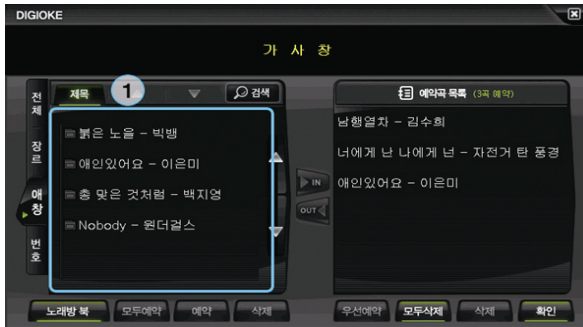 DIGIOKE
가 사 창
제목
1
검색
전체
장르
애창
번호
붉은 노을 - 빅뱅
애인있어요 - 이은미
총 맞은 것처럼 - 백지영
Nobody - 원더걸스
IN
OUT
예약곡 목록 (3곡 예약)
남행열차 - 김수희
너에게 난 나에게 넌 - 자전거 탄 풍경
애인있어요 - 이은미
노래방 북
모두예약
예약
삭제
우선예약
모두삭제
삭제
확인